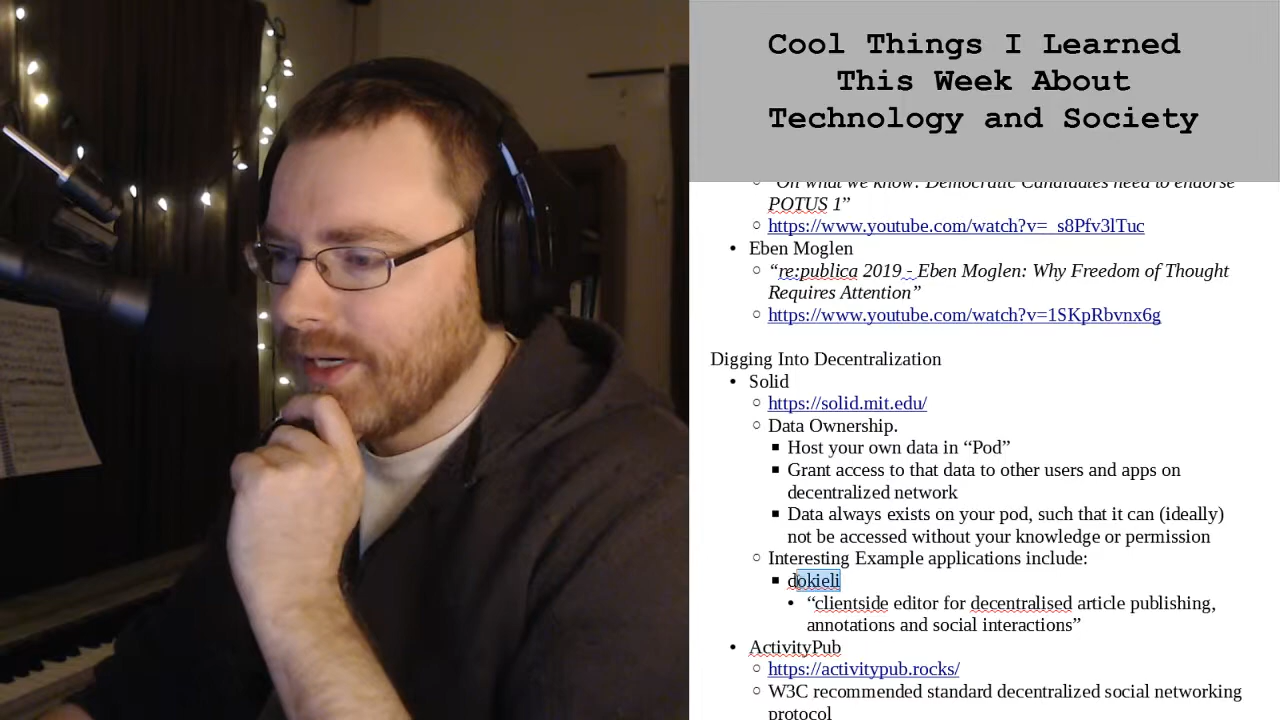 Cool Things I Learned
This Week About
Technology and Society
"On what we know: Democratic Candidates need to endorse
POTUS 1”
https://www.youtube.com/watch?v=_s8Pfv3lTuc
Eben Moglen
“re:publica 2019 - Eben Moglen: Why Freedom of Thought
Requires Attention”
https://www.youtube.com/watch?v=1SKpRbvnx6g
Digging Into Decentralization
Solid
https://solid.mit.edu/
Data Ownership.
Host your own data in “Pod”
Grant access to that data to other users and apps on
decentralized network
Data always exists on your pod, such that it can (ideally)
not be accessed without your knowledge or permission
Interesting Example applications include:
dokieli
“clientside editor for decentralised article publishing,
annotations and social interactions”
ActivityPub
https://activitypub.rocks/
W3C recommended standard decentralized social networking
protocol